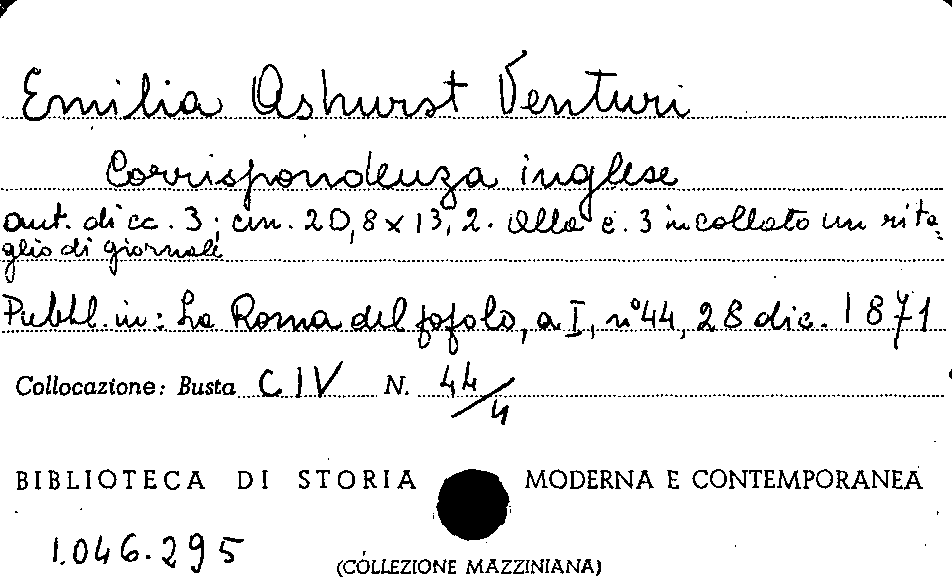 Emilia Ashurst Venturi
Corrispondenza inglese
aut. di cc. 3; cm. 20,8 x 13,2. Alla c. 3 incollato un rita=
glio di giornale
Pubbl. in: La Roma del popolo, a I, n° 44, 28 dic. 1871
Collocazione: Busta CIV N. 44/4
BIBLIOTECA DI STORIA MODERNA E CONTEMPORANEA
1.046.295
(COLLEZIONE MAZZINIANA)